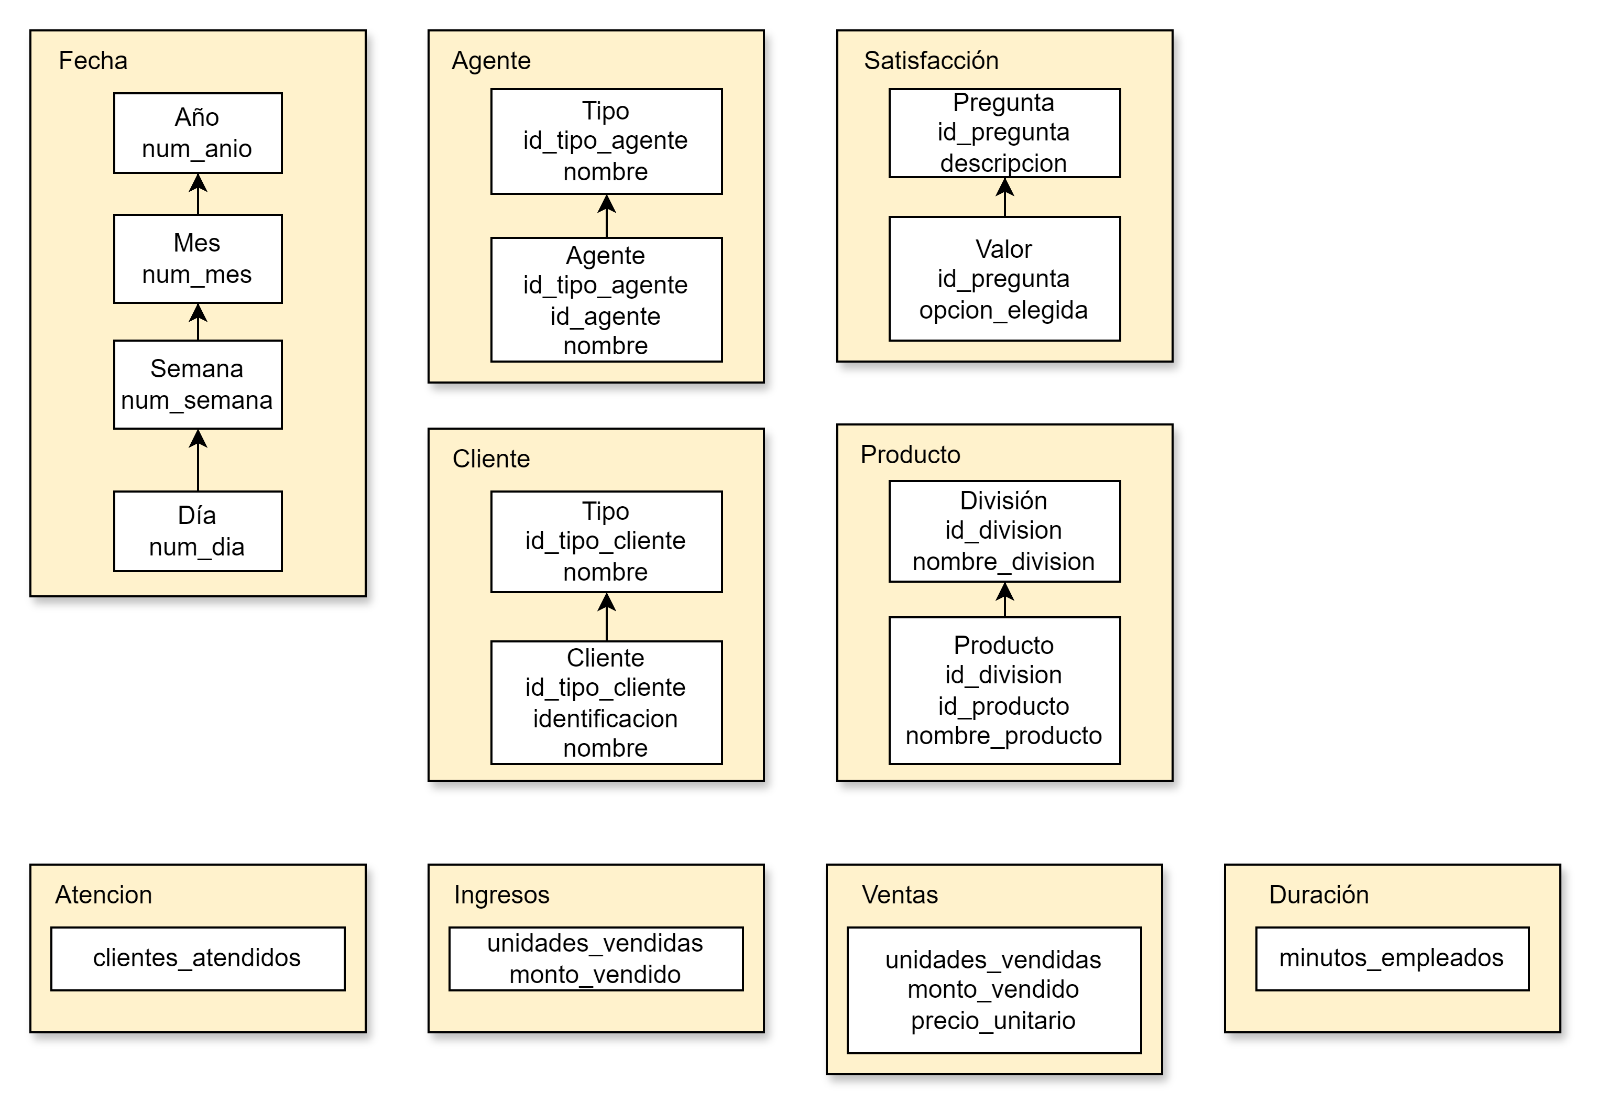 Fecha
Año
num_anio
Mes
num_mes
Semana
num_semana
Día
num_dia
Agente
Tipo
id_tipo_agente
nombre
Agente
id_tipo_agente
id_agente
nombre
Satisfacción
Pregunta
id_pregunta
descripcion
Valor
id_pregunta
opcion_elegida
Cliente
Tipo
id_tipo_cliente
nombre
Cliente
id_tipo_cliente
identificacion
nombre
Producto
División
id_division
nombre_division
Producto
id_division
id_producto
nombre_producto
Atencion
clientes_atendidos
Ingresos
unidades_vendidas
monto_vendido
Ventas
unidades_vendidas
monto_vendido
precio_unitario
Duración
minutos_empleados